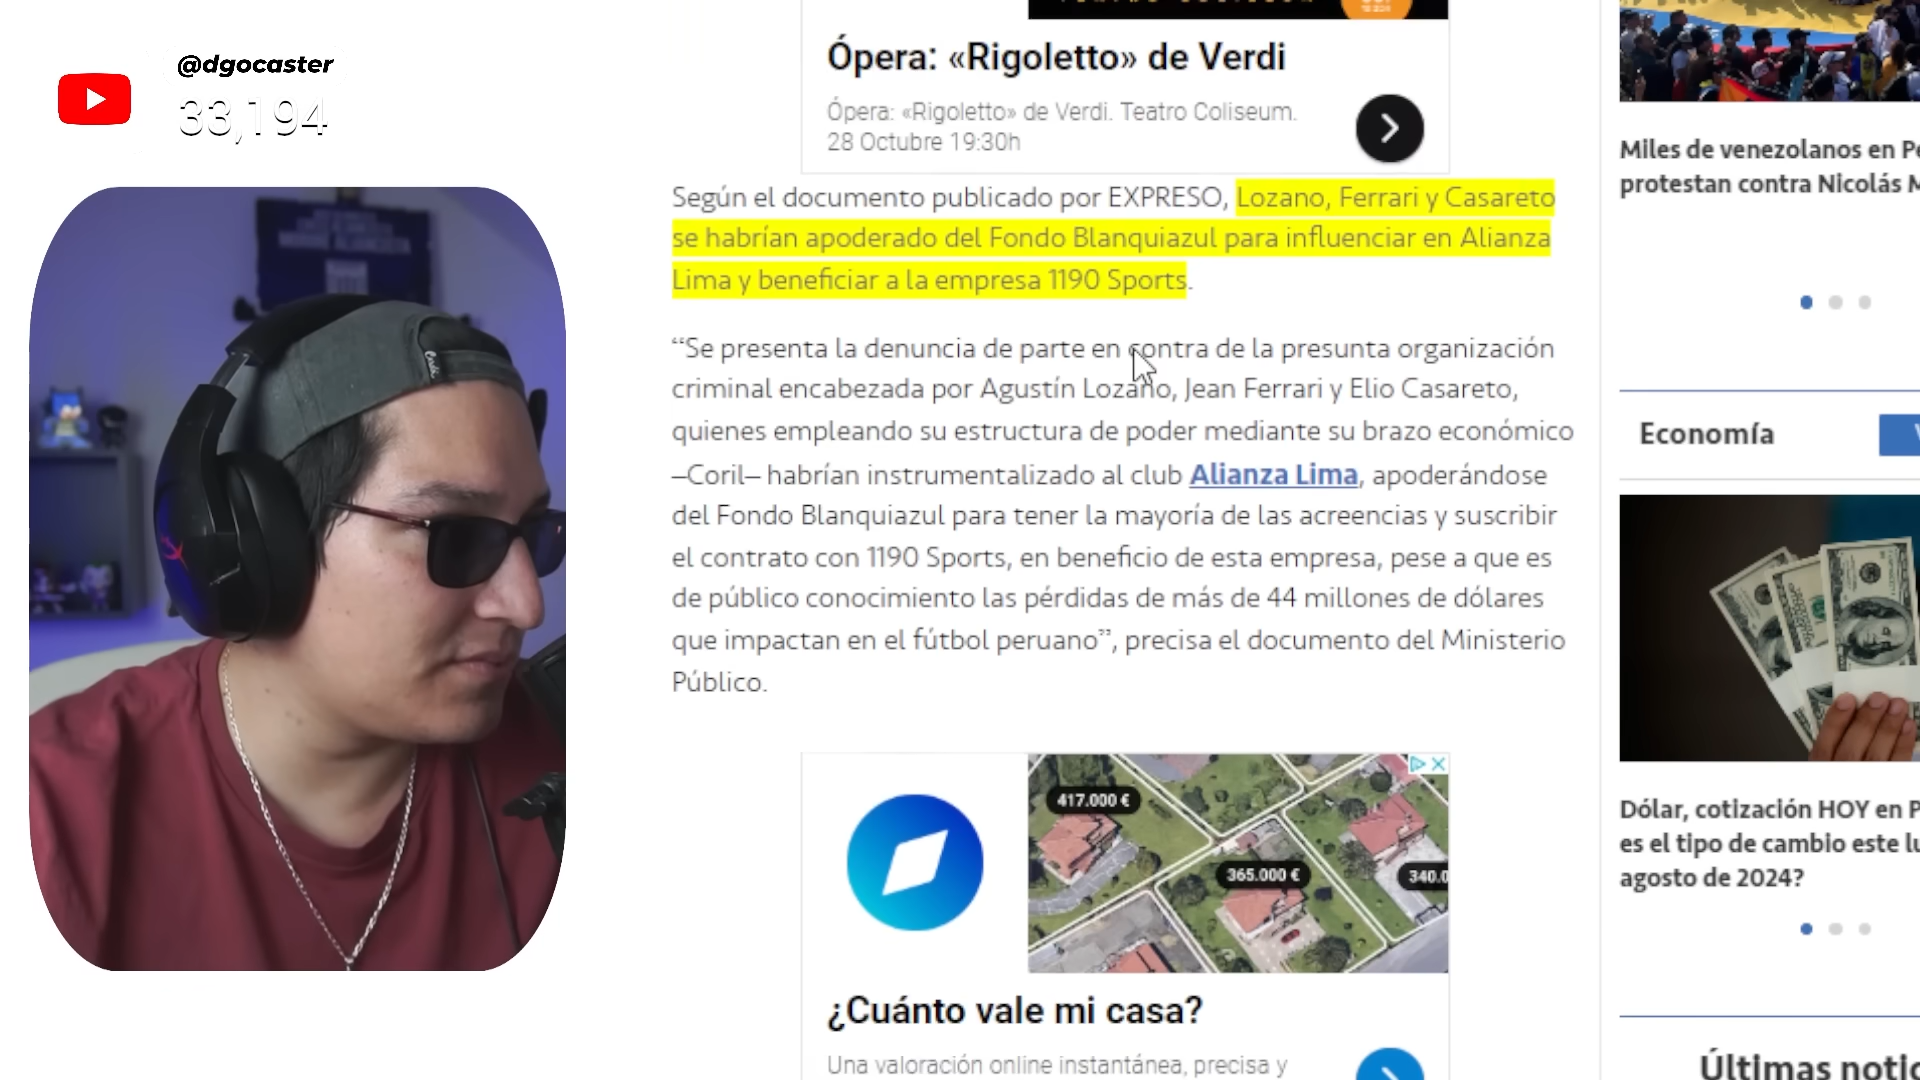 @dgocaster
33,194
Ópera: «Rigoletto» de Verdi
Ópera: «Rigoletto» de Verdi. Teatro Coliseum.
28 Octubre 19:30h
Según el documento publicado por EXPRESO, Lozano, Ferrari y Casareto
se habrían apoderado del Fondo Blanquiazul para influenciar en Alianza
Lima y beneficiar a la empresa 1190 Sports.
“Se presenta la denuncia de parte en contra de la presunta organización
criminal encabezada por Agustín Lozano, Jean Ferrari y Elio Casareto,
quienes empleando su estructura de poder mediante su brazo económico
–Coril– habrían instrumentalizado al club Alianza Lima, apoderándose
del Fondo Blanquiazul para tener la mayoría de las acreencias y suscribir
el contrato con 1190 Sports, en beneficio de esta empresa, pese a que es
de público conocimiento las pérdidas de más de 44 millones de dólares
que impactan en el fútbol peruano”, precisa el documento del Ministerio
Público.
417.000 €
365.000 €
340.0
¿Cuánto vale mi casa?
Una valoración online instantánea, precisa y
Miles de venezolanos en Pe
protestan contra Nicolás M
Economía
Dólar, cotización HOY en P
es el tipo de cambio este lu
agosto de 2024?
Últimas notic